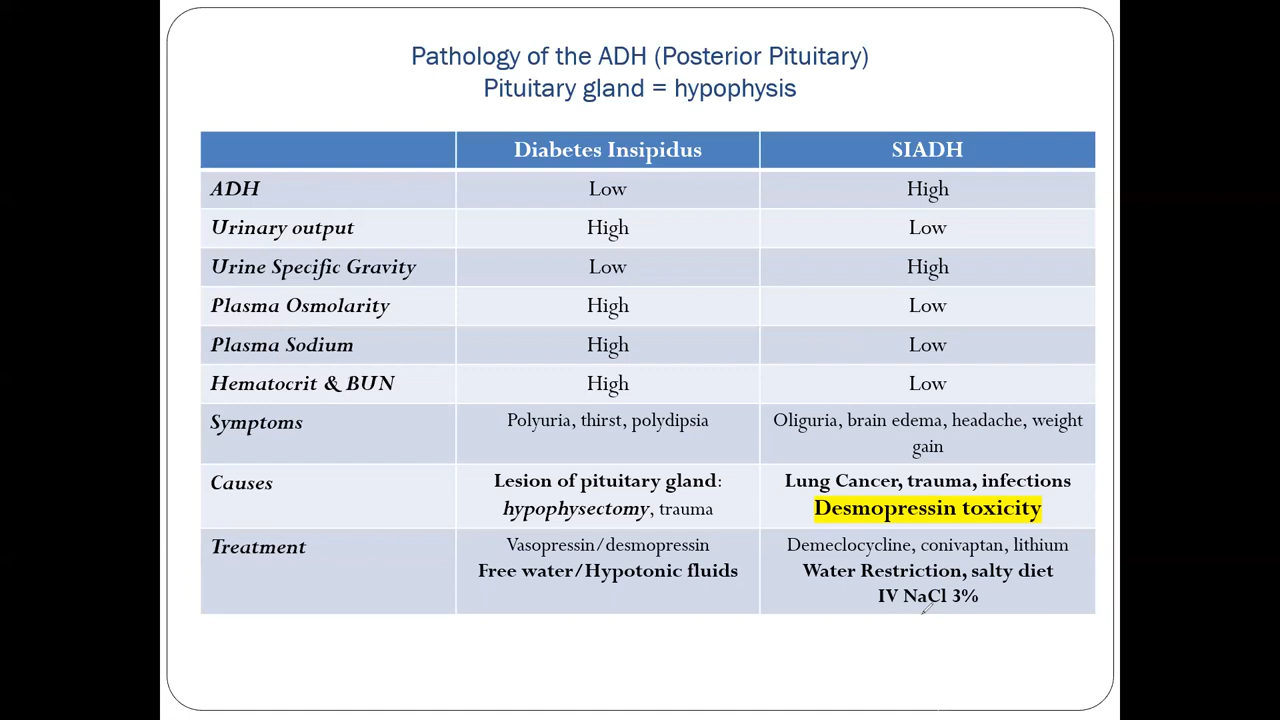 Pathology of the ADH (Posterior Pituitary)
Pituitary gland = hypophysis
Diabetes Insipidus SIADH
ADH Low High
Urinary output High Low
Urine Specific Gravity Low High
Plasma Osmolarity High Low
Plasma Sodium High Low
Hematocrit & BUN High Low
Symptoms Polyuria, thirst, polydipsia Oliguria, brain edema, headache, weight
gain
Causes Lesion of pituitary gland: Lung Cancer, trauma, infections
hypophysectomy, trauma Desmopressin toxicity
Treatment Vasopressin/desmopressin Demeclocycline, conivaptan, lithium
Free water/Hypotonic fluids Water Restriction, salty diet
IV NaCl 3%